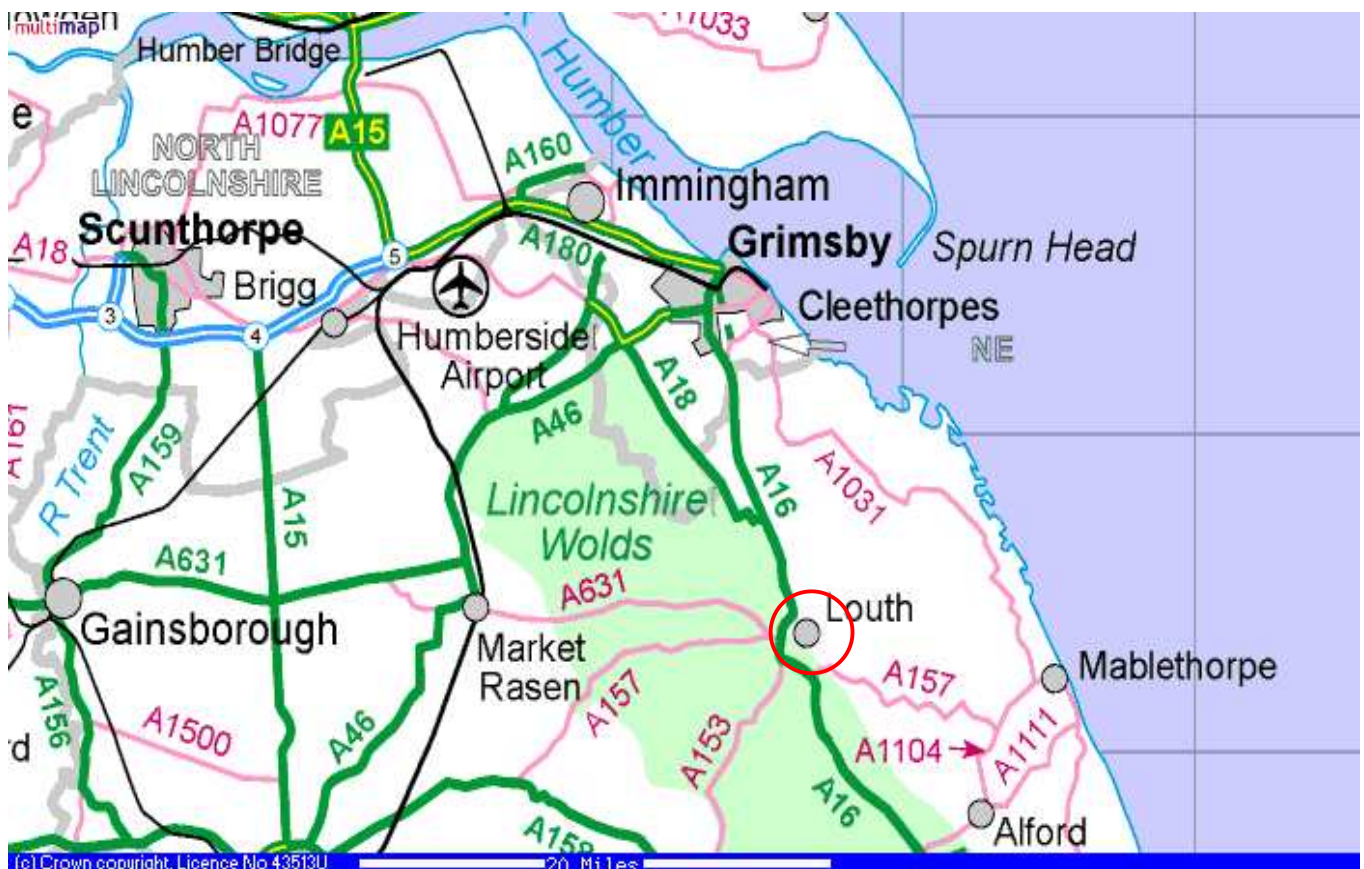 multimap
Humber Bridge
A1033
Humber
e
A1077
A15
NORTH
LINCOLNSHIRE
A160
Immingham
Scunthorpe
A18
A180
Grimsby
Spurn Head
5
Brigg
3
4
Humberside
Airport
Cleethorpes
NE
A18
A46
A161
R Trent
A159
A15
A16
A1031
Lincolnshire
Wolds
A631
A631
Gainsborough
Market
Rasen
Louth
A157
Mablethorpe
A156
A1500
A46
A157
A153
A1104
A1111
d
A16
A158
Alford
(c) Crown copyright. Licence No 43513U
20 Miles